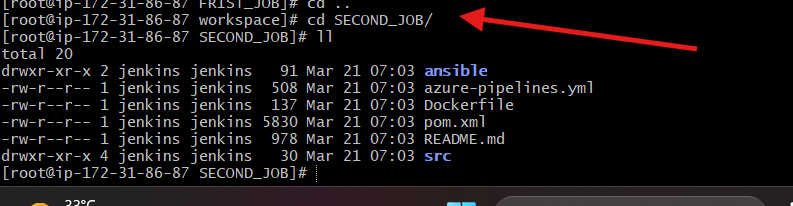 [root@ip-172-31-86-87 FRIST_JOB]# cd ..
[root@ip-172-31-86-87 workspace]# cd SECOND_JOB/
[root@ip-172-31-86-87 SECOND_JOB]# ll
total 20
drwxr-xr-x 2 jenkins jenkins   91 Mar 21 07:03 ansible
-rw-r--r-- 1 jenkins jenkins  508 Mar 21 07:03 azure-pipelines.yml
-rw-r--r-- 1 jenkins jenkins  137 Mar 21 07:03 Dockerfile
-rw-r--r-- 1 jenkins jenkins 5830 Mar 21 07:03 pom.xml
-rw-r--r-- 1 jenkins jenkins  978 Mar 21 07:03 README.md
drwxr-xr-x 4 jenkins jenkins   30 Mar 21 07:03 src
[root@ip-172-31-86-87 SECOND_JOB]#
33°C